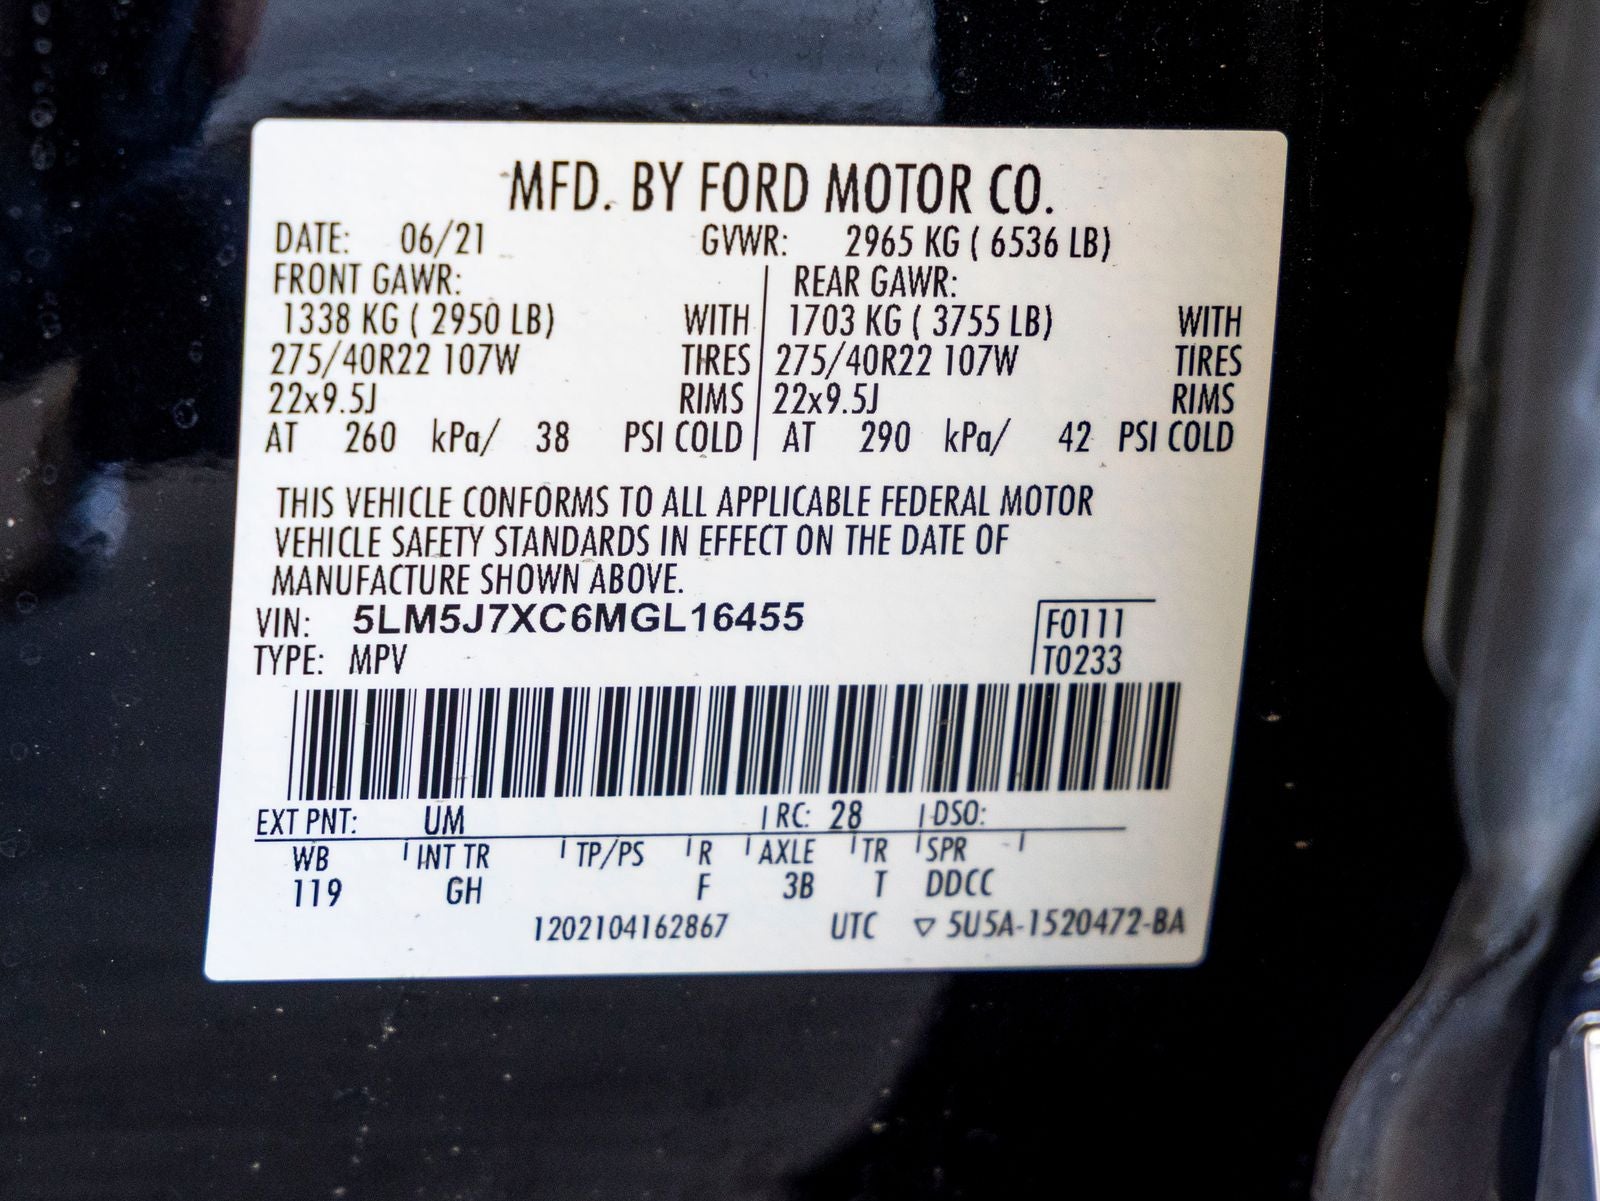 MFD. BY FORD MOTOR CO.
DATE: 06/21 GVWR: 2965 KG ( 6536 LB)
FRONT GAWR: REAR GAWR:
1338 KG ( 2950 LB) WITH 1703 KG ( 3755 LB) WITH
275/40R22 107W TIRES 275/40R22 107W TIRES
22x9.5J RIMS 22x9.5J RIMS
AT 260 kPa/ 38 PSI COLD AT 290 kPa/ 42 PSI COLD
THIS VEHICLE CONFORMS TO ALL APPLICABLE FEDERAL MOTOR
VEHICLE SAFETY STANDARDS IN EFFECT ON THE DATE OF
MANUFACTURE SHOWN ABOVE.
VIN: 5LM5J7XC6MGL16455 F0111
TYPE: MPV T0233
EXT PNT: UM RC: 28 DSO:
WB INT TR TP/PS R AXLE TR SPR
119 GH F 3B T DDCC
1202104162867 UTC ▽ 5U5A-1520472-BA